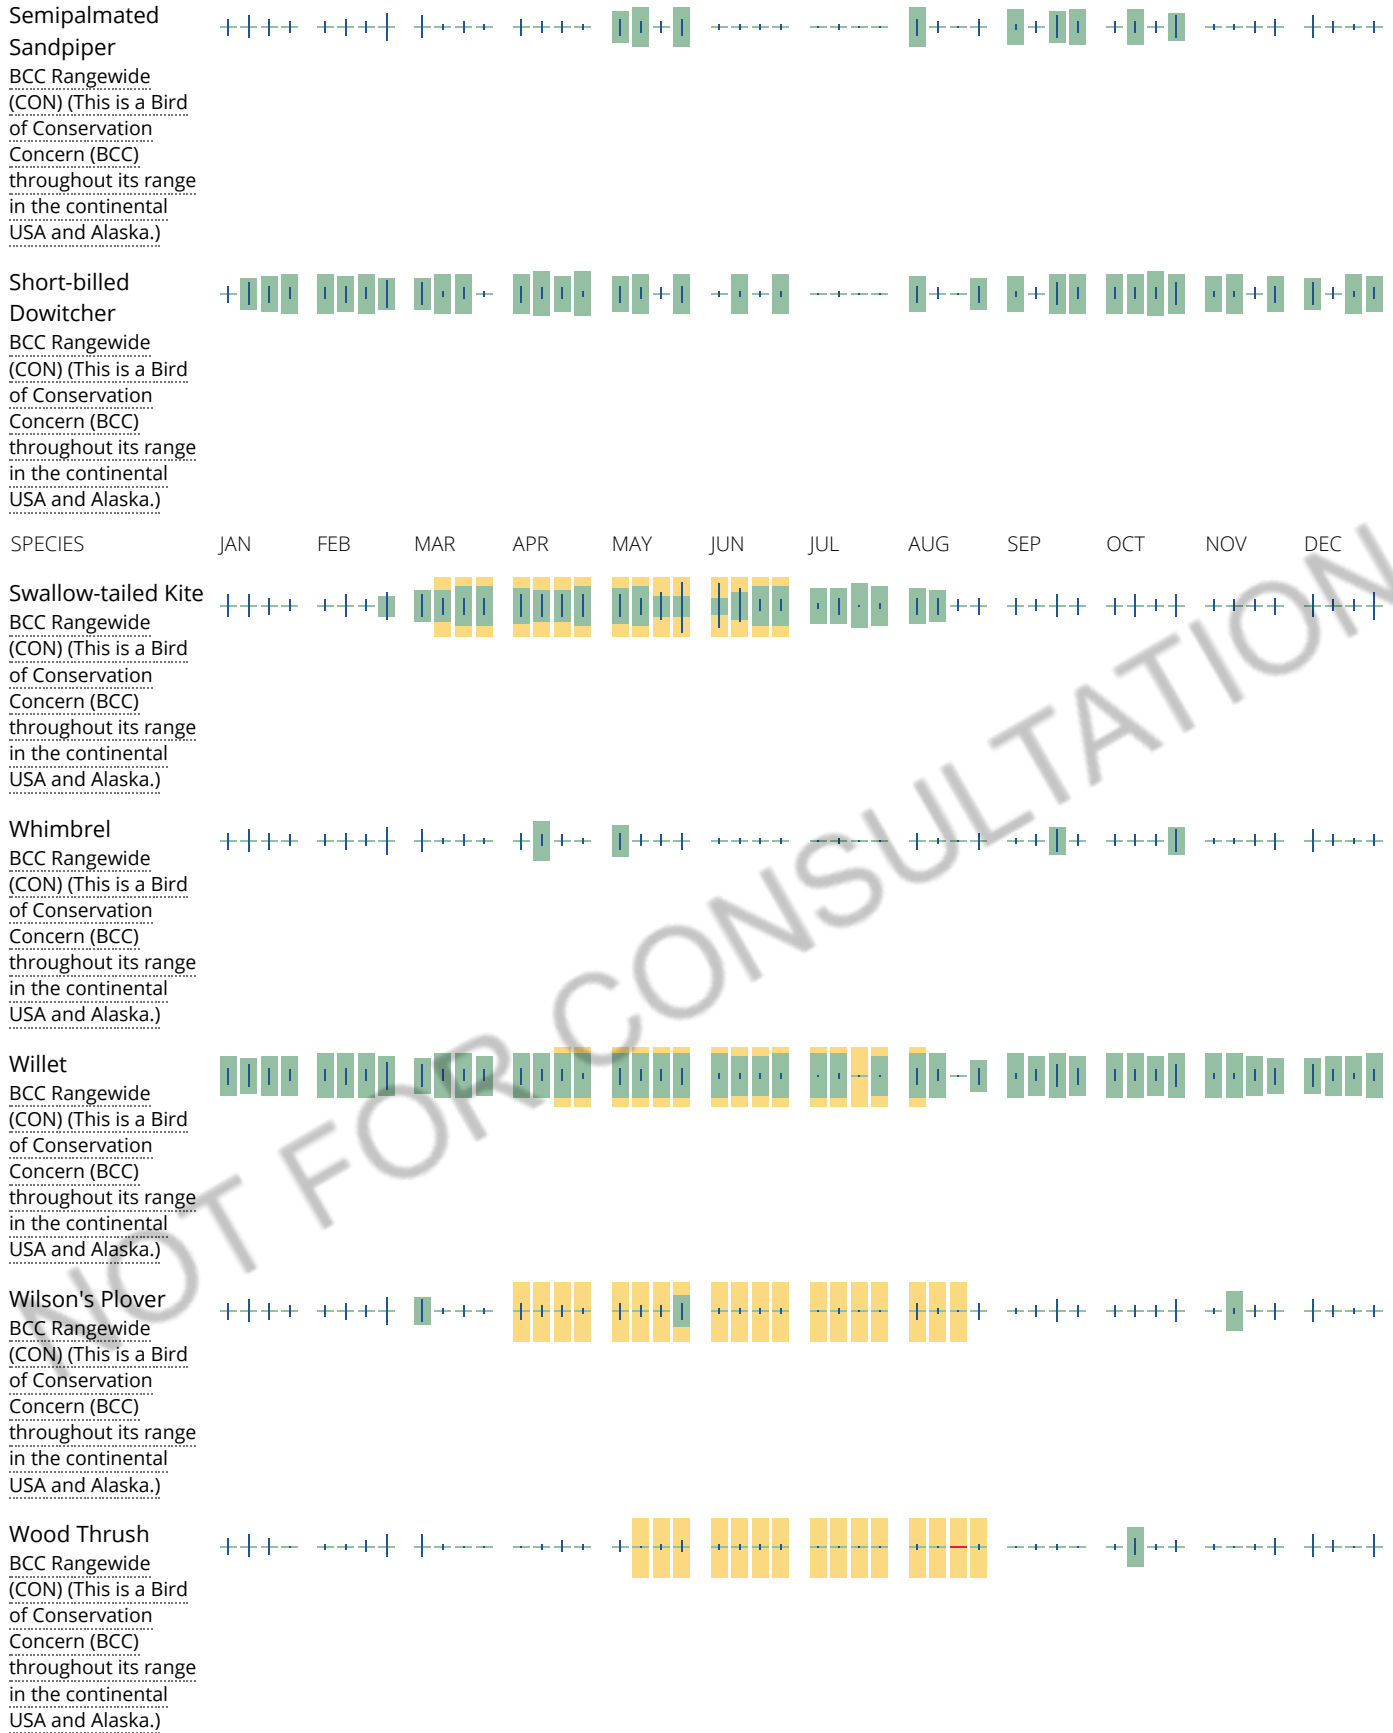 Semipalmated
Sandpiper
BCC Rangewide
(CON) (This is a Bird
of Conservation
Concern (BCC)
throughout its range
in the continental
USA and Alaska.)
Short-billed
Dowitcher
BCC Rangewide
(CON) (This is a Bird
of Conservation
Concern (BCC)
throughout its range
in the continental
USA and Alaska.)
SPECIES JAN FEB MAR APR MAY JUN JUL AUG SEP OCT NOV DEC
Swallow-tailed Kite
BCC Rangewide
(CON) (This is a Bird
of Conservation
Concern (BCC)
throughout its range
in the continental
USA and Alaska.)
Whimbrel
BCC Rangewide
(CON) (This is a Bird
of Conservation
Concern (BCC)
throughout its range
in the continental
USA and Alaska.)
Willet
BCC Rangewide
(CON) (This is a Bird
of Conservation
Concern (BCC)
throughout its range
in the continental
USA and Alaska.)
Wilson's Plover
BCC Rangewide
(CON) (This is a Bird
of Conservation
Concern (BCC)
throughout its range
in the continental
USA and Alaska.)
Wood Thrush
BCC Rangewide
(CON) (This is a Bird
of Conservation
Concern (BCC)
throughout its range
in the continental
USA and Alaska.)
NOT FOR CONSULTATION